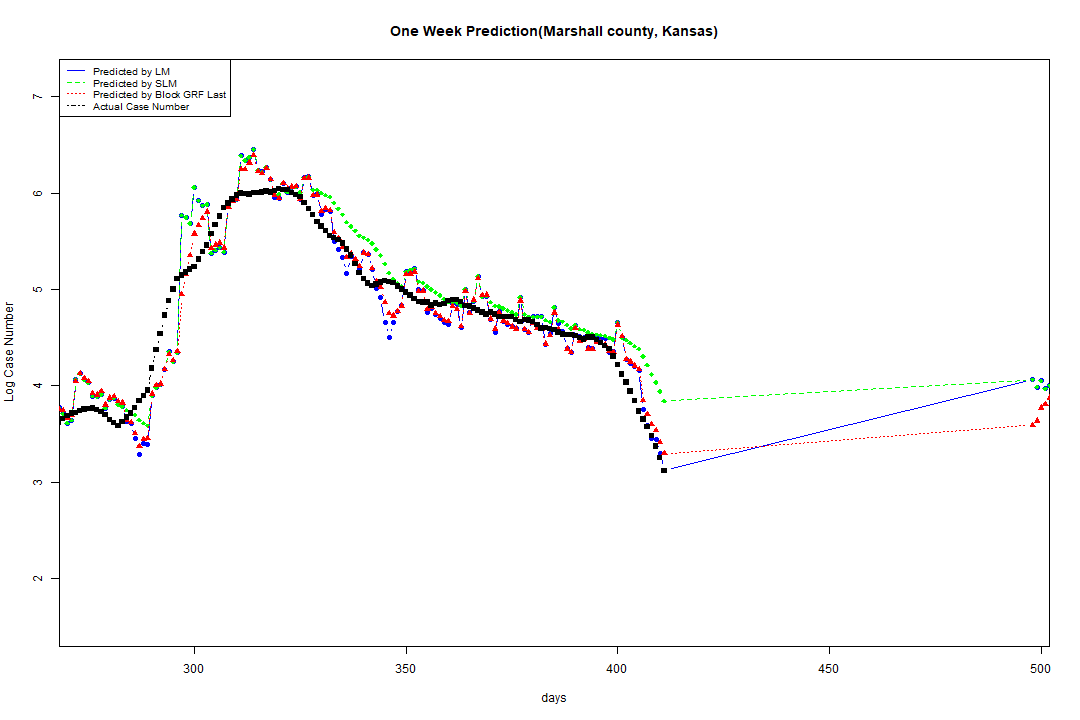 One Week Prediction(Marshall county, Kansas)
Predicted by LM
Predicted by SLM
Predicted by Block GRF Last
Actual Case Number
7
6
5
4
3
2
Log Case Number
300
350
400
450
500
days